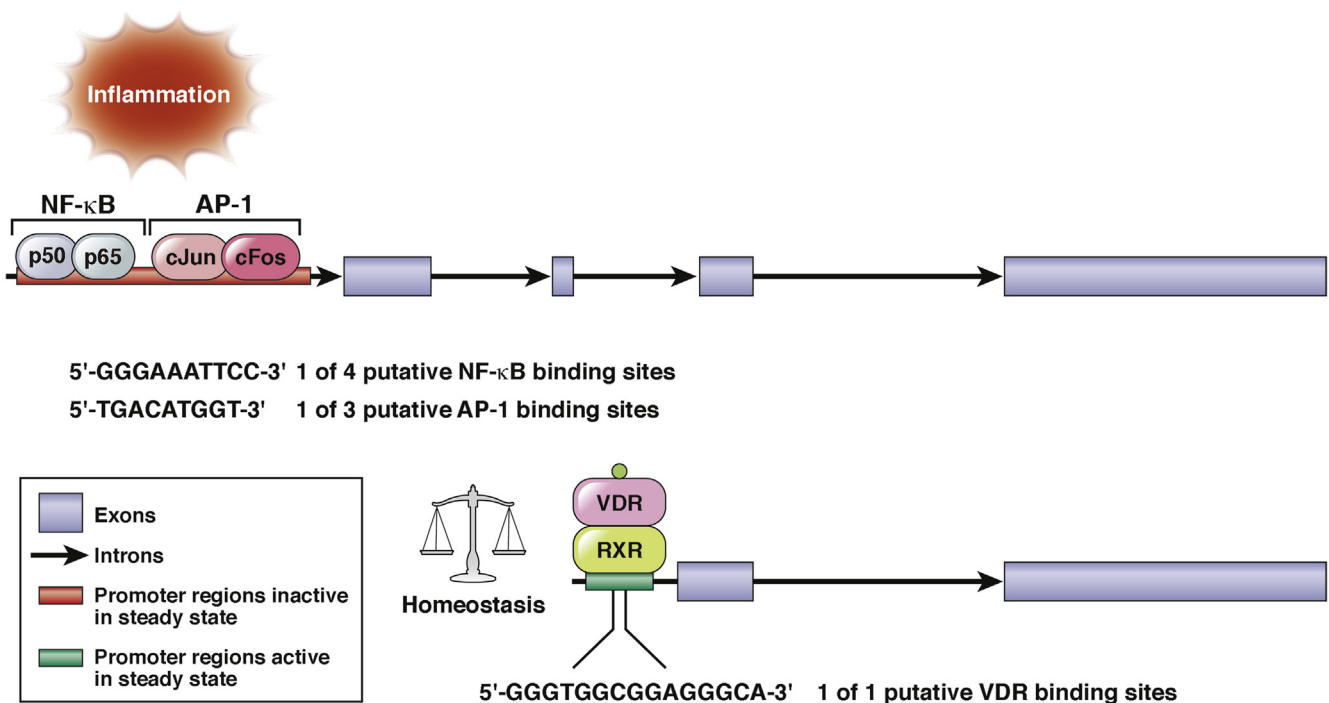 Inflammation
NF-κB
AP-1
p50
p65
cJun
cFos
5'-GGGAAATTCC-3' 1 of 4 putative NF-κB binding sites
5'-TGACATGGT-3' 1 of 3 putative AP-1 binding sites
Exons
Introns
Promoter regions inactive
in steady state
Promoter regions active
in steady state
Homeostasis
VDR
RXR
5'-GGGTGGCGGAGGGCA-3' 1 of 1 putative VDR binding sites